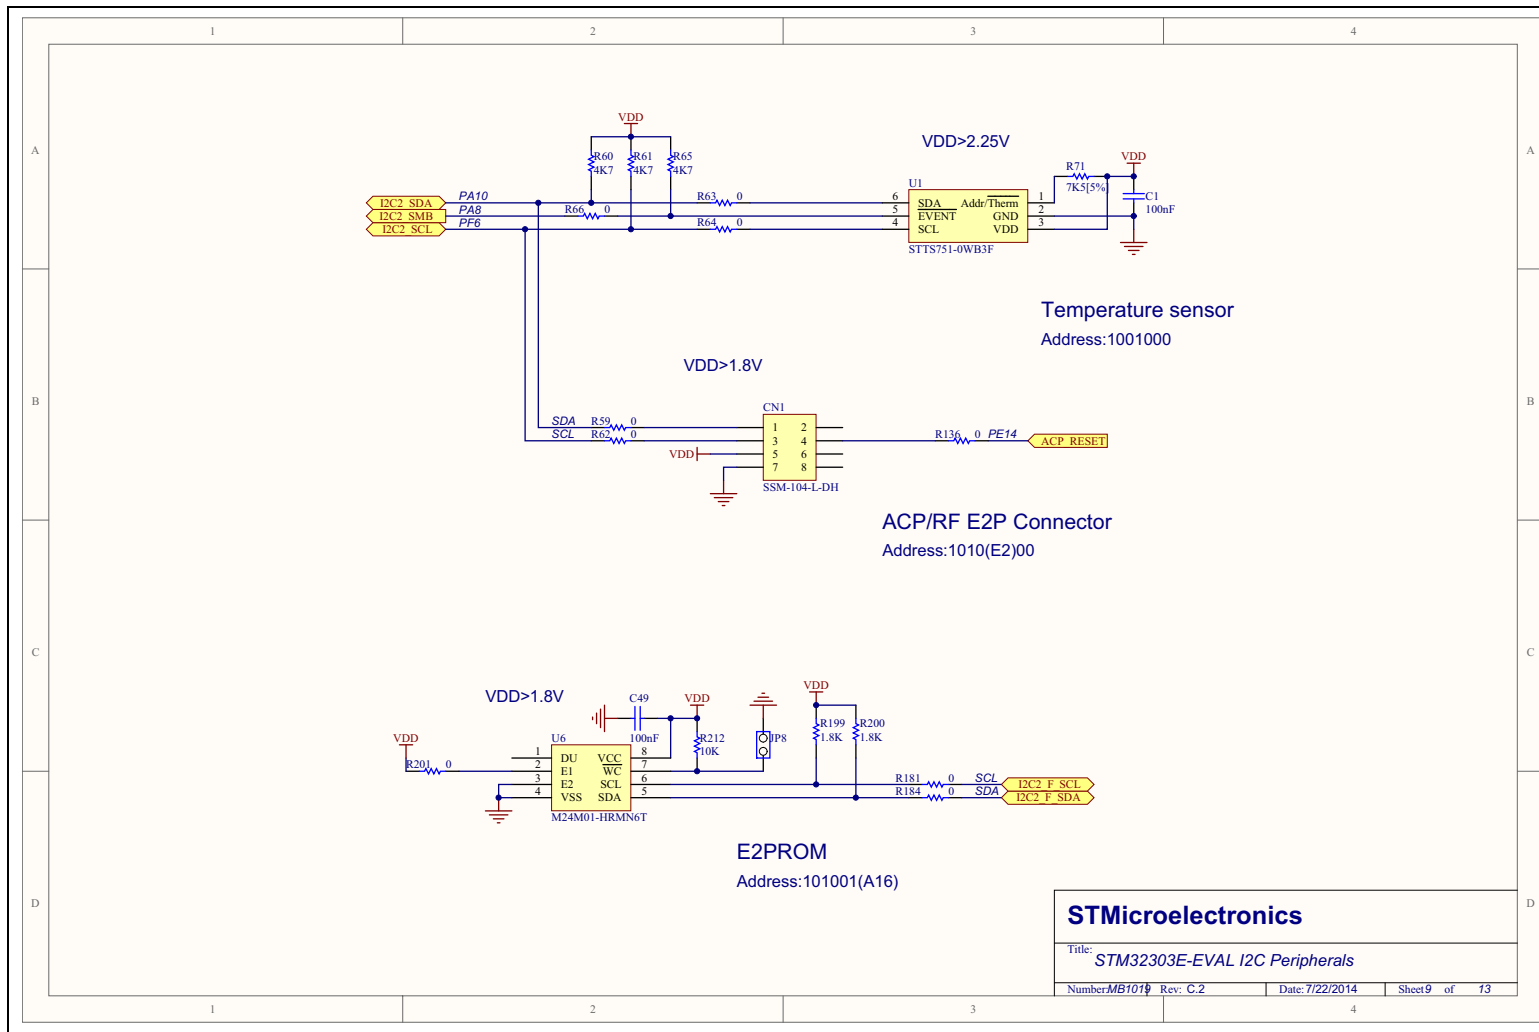 1 2 3 4
A A
VDD
VDD>2.25V
R60 R61 R65
4K7 4K7 4K7
R71
7K5[5%]
VDD
C1
100nF
U1
I2C2_SDA PA10 R63 0 6 SDA Addr/Therm 1
I2C2_SMB PA8 R66 0 5 EVENT GND 2
I2C2_SCL PF6 R64 0 4 SCL VDD 3
STTS751-0WB3F
Temperature sensor
Address:1001000
VDD>1.8V
B B
CN1
SDA R59 0 1 2
SCL R62 0 3 4 R136 0 PE14 ACP_RESET
VDD 5 6
7 8
SSM-104-L-DH
ACP/RF E2P Connector
Address:1010(E2)00
C C
VDD>1.8V
C49
100nF
VDD
R212
10K
JP8
VDD
R199 R200
1.8K 1.8K
VDD
R201 0
U6
1 DU VCC 8
2 E1 WC 7
3 E2 SCL 6 R181 0 SCL I2C2_F_SCL
4 VSS SDA 5 R184 0 SDA I2C2_F_SDA
M24M01-HRMN6T
E2PROM
Address:101001(A16)
D D
STMicroelectronics
Title:
STM32303E-EVAL I2C Peripherals
Number:MB1019 Rev: C.2 Date:7/22/2014 Sheet 9 of 13
1 2 3 4